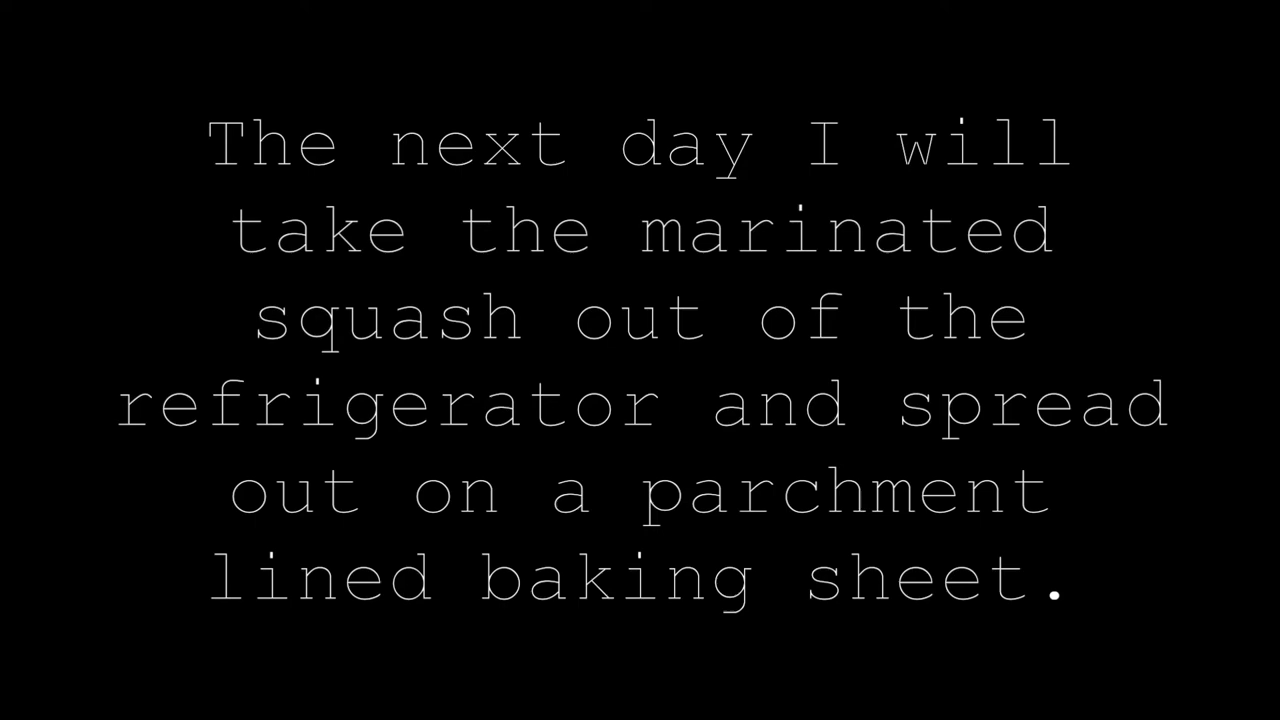 The next day I will
take the marinated
squash out of the
refrigerator and spread
out on a parchment
lined baking sheet.